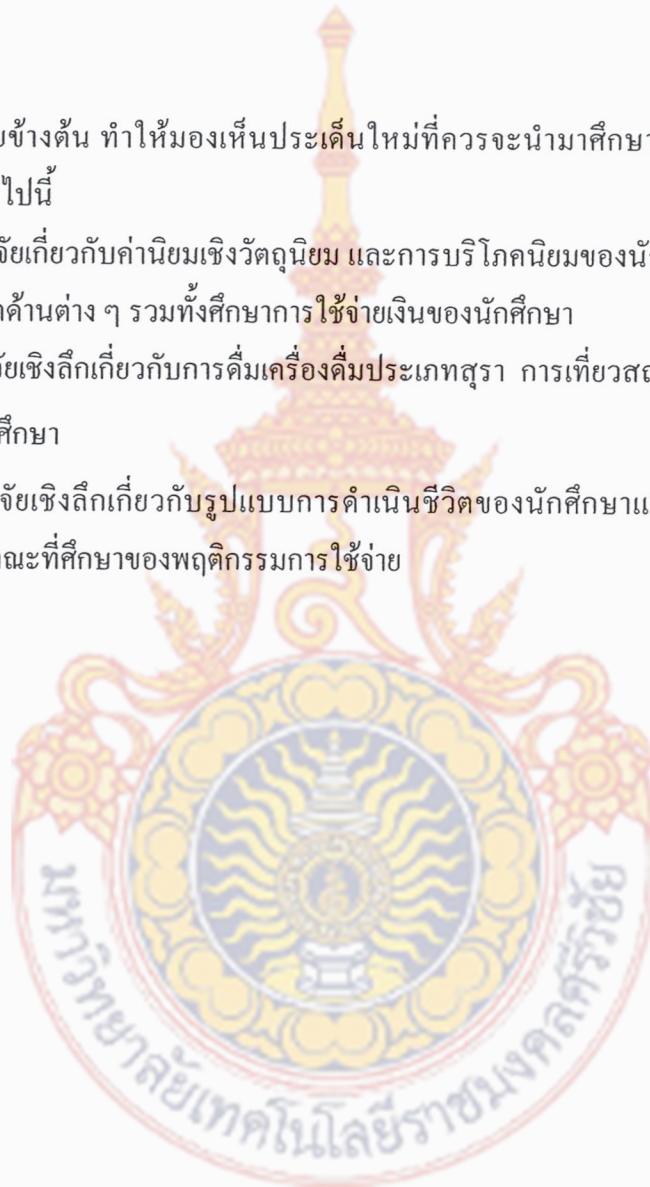 ข้างต้น ทำให้มองเห็นประเด็นใหม่ที่ควรจะนำมาศึกษา
ไปนี้
จัยเกี่ยวกับค่านิยมเชิงวัตถุนิยม และการบริโภคนิยมของนั
ด้านต่าง ๆ รวมทั้งศึกษาการใช้จ่ายเงินของนักศึกษา
จัยเชิงลึกเกี่ยวกับการดื่มเครื่องดื่มประเภทสุรา การเที่ยวสถ
ศึกษา
จัยเชิงลึกเกี่ยวกับรูปแบบการดำเนินชีวิตของนักศึกษาแ
ณะที่ศึกษาของพฤติกรรมการใช้จ่าย
มหาวิทยาลัยเทคโนโลยีราชมงคลศรีวิชัย